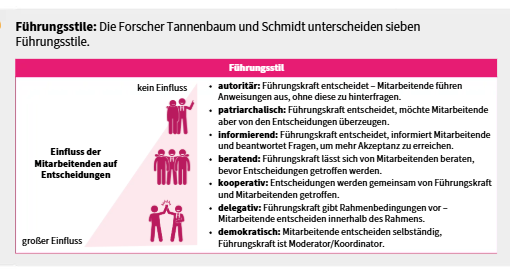 Führungsstile: Die Forscher Tannenbaum und Schmidt unterscheiden sieben
Führungsstile.
Führungsstil
kein Einfluss
Einfluss der
Mitarbeitenden auf
Entscheidungen
großer Einfluss
• autoritär: Führungskraft entscheidet – Mitarbeitende führen
Anweisungen aus, ohne diese zu hinterfragen.
• patriarchalisch: Führungskraft entscheidet, möchte Mitarbeitende
aber von den Entscheidungen überzeugen.
• informierend: Führungskraft entscheidet, informiert Mitarbeitende
und beantwortet Fragen, um mehr Akzeptanz zu erreichen.
• beratend: Führungskraft lässt sich von Mitarbeitenden beraten,
bevor Entscheidungen getroffen werden.
• kooperativ: Entscheidungen werden gemeinsam von Führungskraft
und Mitarbeitenden getroffen.
• delegativ: Führungskraft gibt Rahmenbedingungen vor –
Mitarbeitende entscheiden innerhalb des Rahmens.
• demokratisch: Mitarbeitende entscheiden selbständig,
Führungskraft ist Moderator/Koordinator.